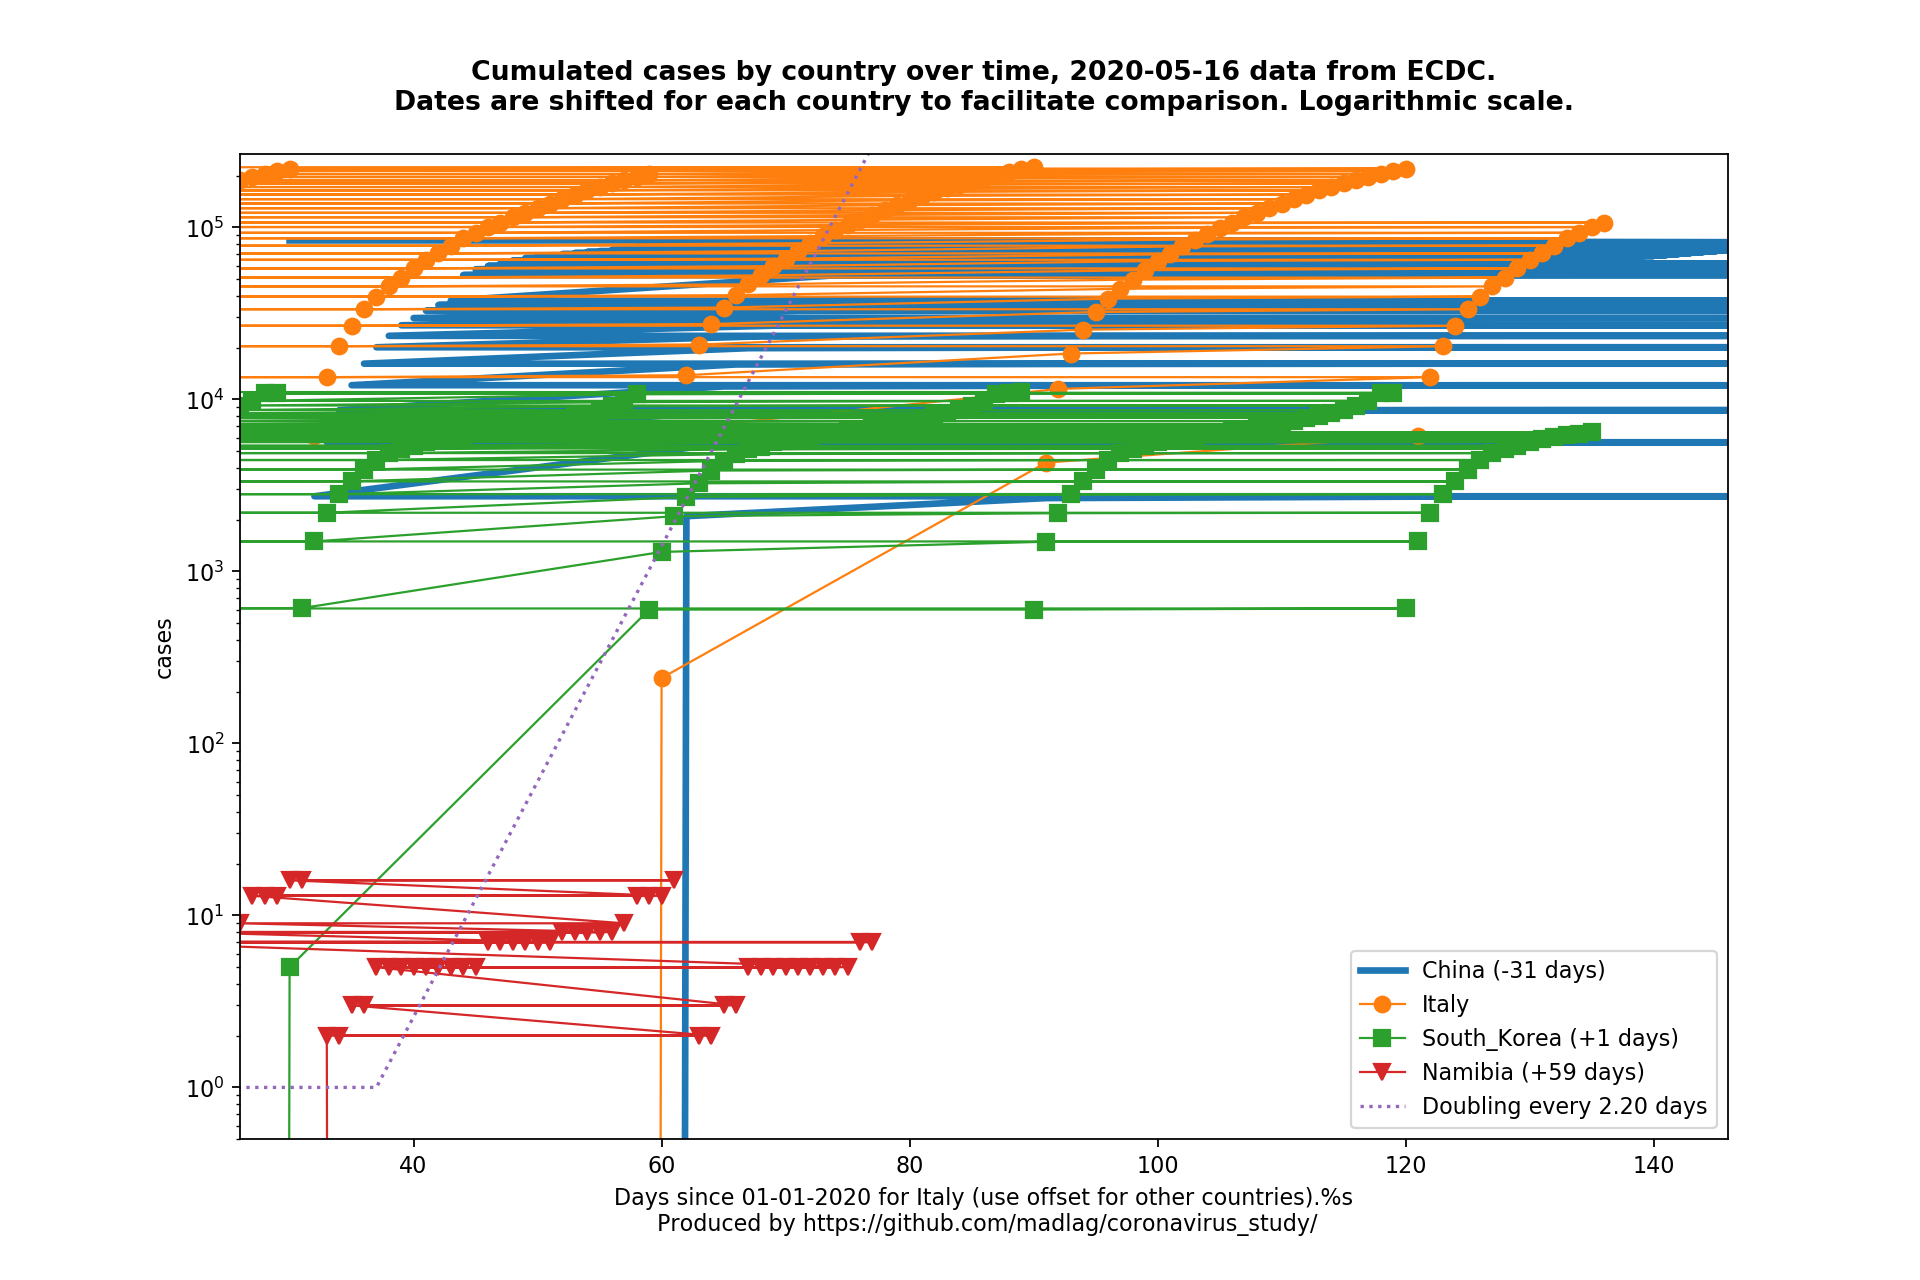 Cumulated cases by country over time, 2020-05-16 data from ECDC.
Dates are shifted for each country to facilitate comparison. Logarithmic scale.
10^5
10^4
10^3
10^2
10^1
10^0
cases
China (-31 days)
Italy
South_Korea (+1 days)
Namibia (+59 days)
Doubling every 2.20 days
40 60 80 100 120 140
Days since 01-01-2020 for Italy (use offset for other countries).%s
Produced by https://github.com/madlag/coronavirus_study/